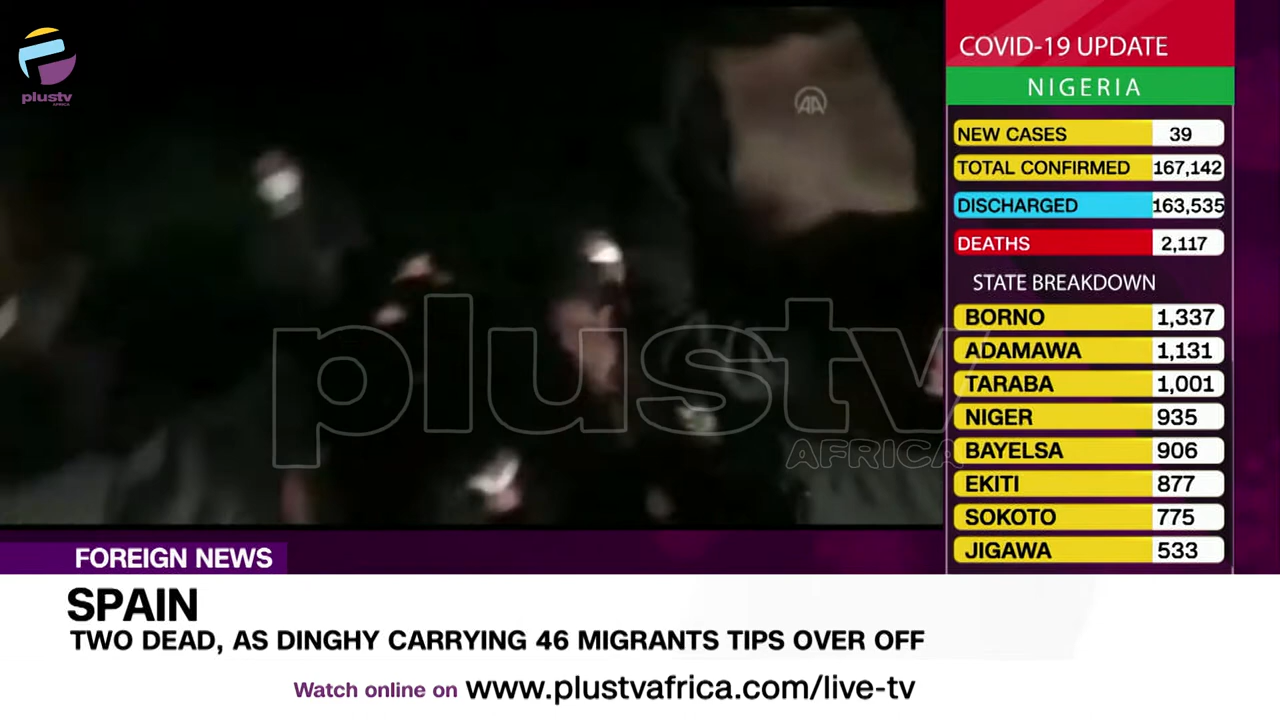 plustv
AFRICA
AA
plustv
AFRICA
COVID-19 UPDATE
NIGERIA
NEW CASES 39
TOTAL CONFIRMED 167,142
DISCHARGED 163,535
DEATHS 2,117
STATE BREAKDOWN
BORNO 1,337
ADAMAWA 1,131
TARABA 1,001
NIGER 935
BAYELSA 906
EKITI 877
SOKOTO 775
JIGAWA 533
FOREIGN NEWS
SPAIN
TWO DEAD, AS DINGHY CARRYING 46 MIGRANTS TIPS OVER OFF
Watch online on www.plustvafrica.com/live-tv